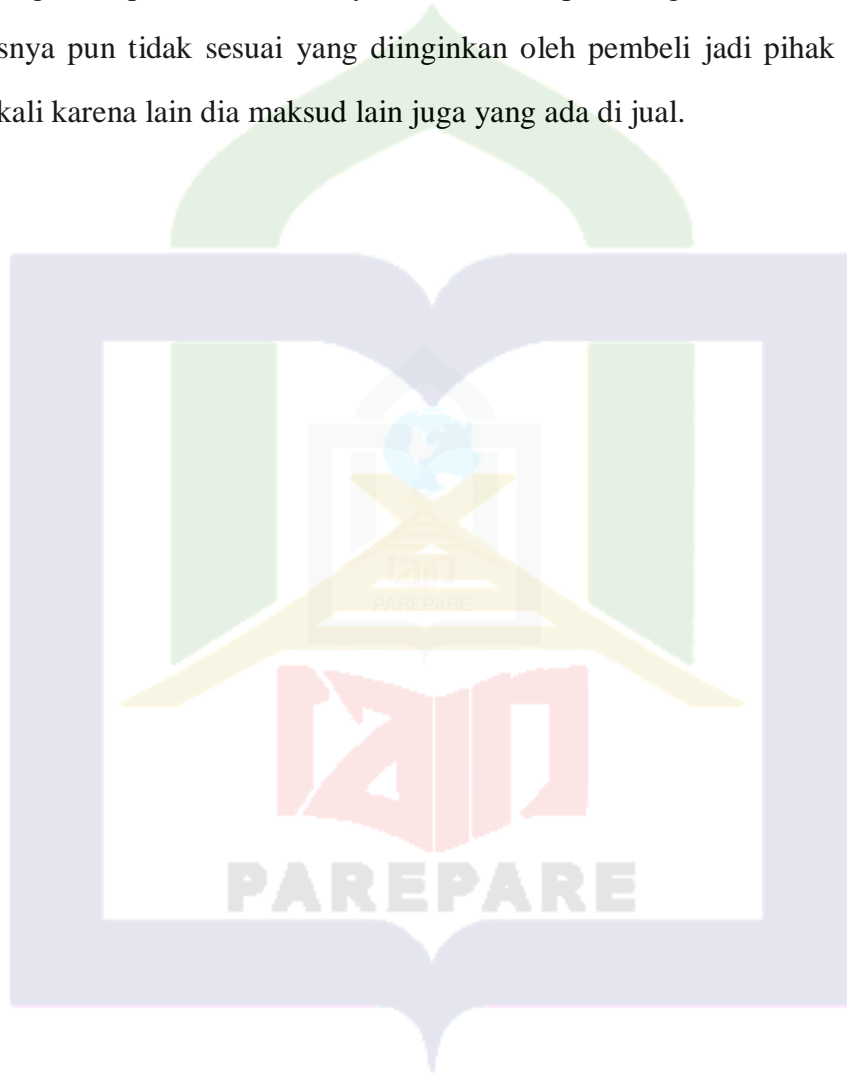 snya pun tidak sesuai yang diinginkan oleh pembeli jadi pihak
kali karena lain dia maksud lain juga yang ada di jual.
PAREPARE
iain
PAREPARE